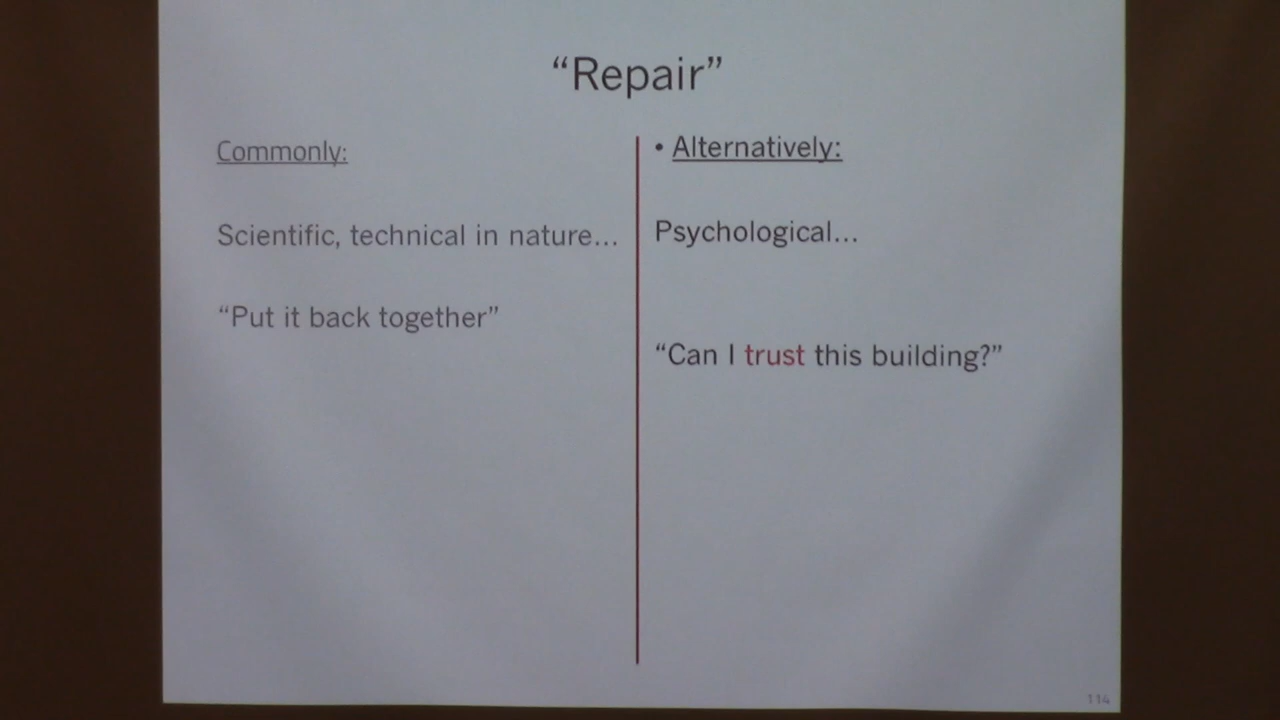 “Repair”
Commonly:
Scientific, technical in nature…
“Put it back together”
• Alternatively:
Psychological…
“Can I trust this building?”
114